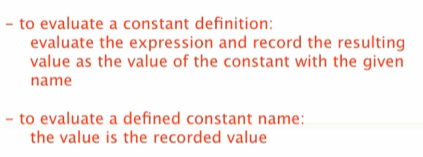 – to evaluate a constant definition:
evaluate the expression and record the resulting
value as the value of the constant with the given
name
– to evaluate a defined constant name:
the value is the recorded value